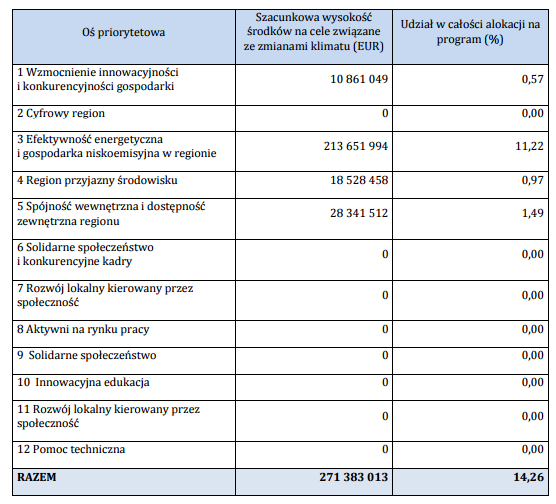 Oś priorytetowa
Szacunkowa wysokość
środków na cele związane
ze zmianami klimatu (EUR)
Udział w całości alokacji na
program (%)
1 Wzmocnienie innowacyjności
i konkurencyjności gospodarki
10 861 049
0,57
2 Cyfrowy region
0
0,00
3 Efektywność energetyczna
i gospodarka niskoemisyjna w regionie
213 651 994
11,22
4 Region przyjazny środowisku
18 528 458
0,97
5 Spójność wewnętrzna i dostępność
zewnętrzna regionu
28 341 512
1,49
6 Solidarne społeczeństwo
i konkurencyjne kadry
0
0,00
7 Rozwój lokalny kierowany przez
społeczność
0
0,00
8 Aktywni na rynku pracy
0
0,00
9 Solidarne społeczeństwo
0
0,00
10 Innowacyjna edukacja
0
0,00
11 Rozwój lokalny kierowany przez
społeczność
0
0,00
12 Pomoc techniczna
0
0,00
RAZEM
271 383 013
14,26